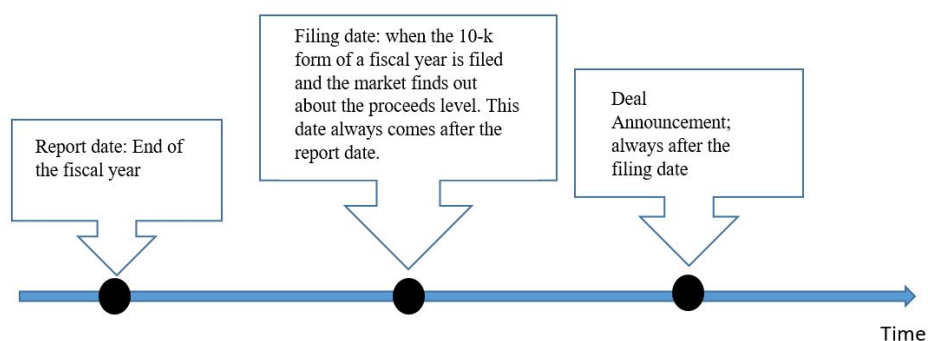 Report date: End of
the fiscal year
Filing date: when the 10-k
form of a fiscal year is filed
and the market finds out
about the proceeds level. This
date always comes after the
report date.
Deal
Announcement;
always after the
filing date
Time